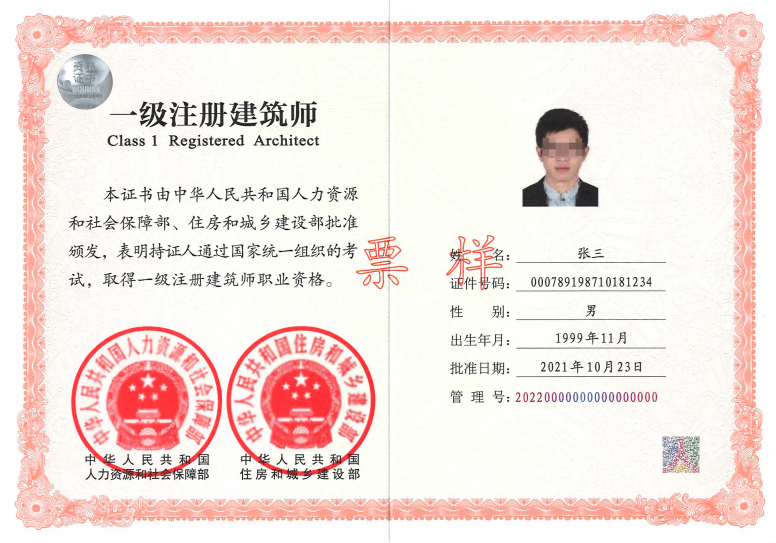 资格
证书
一级注册建筑师
Class 1 Registered Architect
本证书由中华人民共和国人力资源
和社会保障部、住房和城乡建设部批准
颁发，表明持证人通过国家统一组织的考
试，取得一级注册建筑师职业资格。
票样
中华人民共和国人力资源和社会保障部
中华人民共和国住房和城乡建设部
中华人民共和国
人力资源和社会保障部
中华人民共和国
住房和城乡建设部
姓 名：张三
证件号码：000789198710181234
性 别：男
出生年月：1999年11月
批准日期：2021年10月23日
管 理 号：20220000000000000000